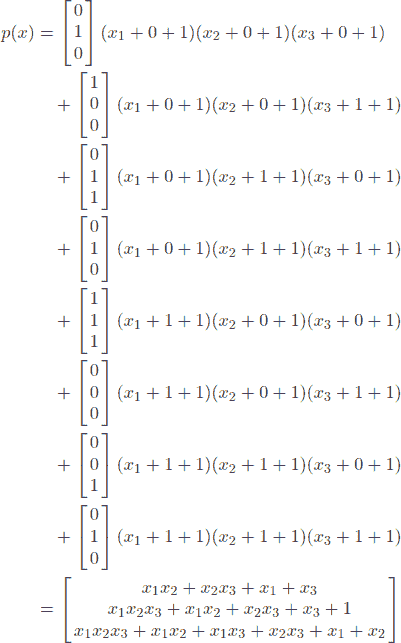 p(x) = [0 1 0] (x₁ + 0 + 1)(x₂ + 0 + 1)(x₃ + 0 + 1)
+ [1 0 0] (x₁ + 0 + 1)(x₂ + 0 + 1)(x₃ + 1 + 1)
+ [0 1 1] (x₁ + 0 + 1)(x₂ + 1 + 1)(x₃ + 0 + 1)
+ [0 1 0] (x₁ + 0 + 1)(x₂ + 1 + 1)(x₃ + 1 + 1)
+ [1 1 1] (x₁ + 1 + 1)(x₂ + 0 + 1)(x₃ + 0 + 1)
+ [0 0 0] (x₁ + 1 + 1)(x₂ + 0 + 1)(x₃ + 1 + 1)
+ [0 0 1] (x₁ + 1 + 1)(x₂ + 1 + 1)(x₃ + 0 + 1)
+ [0 1 0] (x₁ + 1 + 1)(x₂ + 1 + 1)(x₃ + 1 + 1)
= [x₁x₂ + x₂x₃ + x₁ + x₃
x₁x₂x₃ + x₁x₂ + x₂x₃ + x₃ + 1
x₁x₂x₃ + x₁x₂ + x₁x₃ + x₂x₃ + x₁ + x₂]